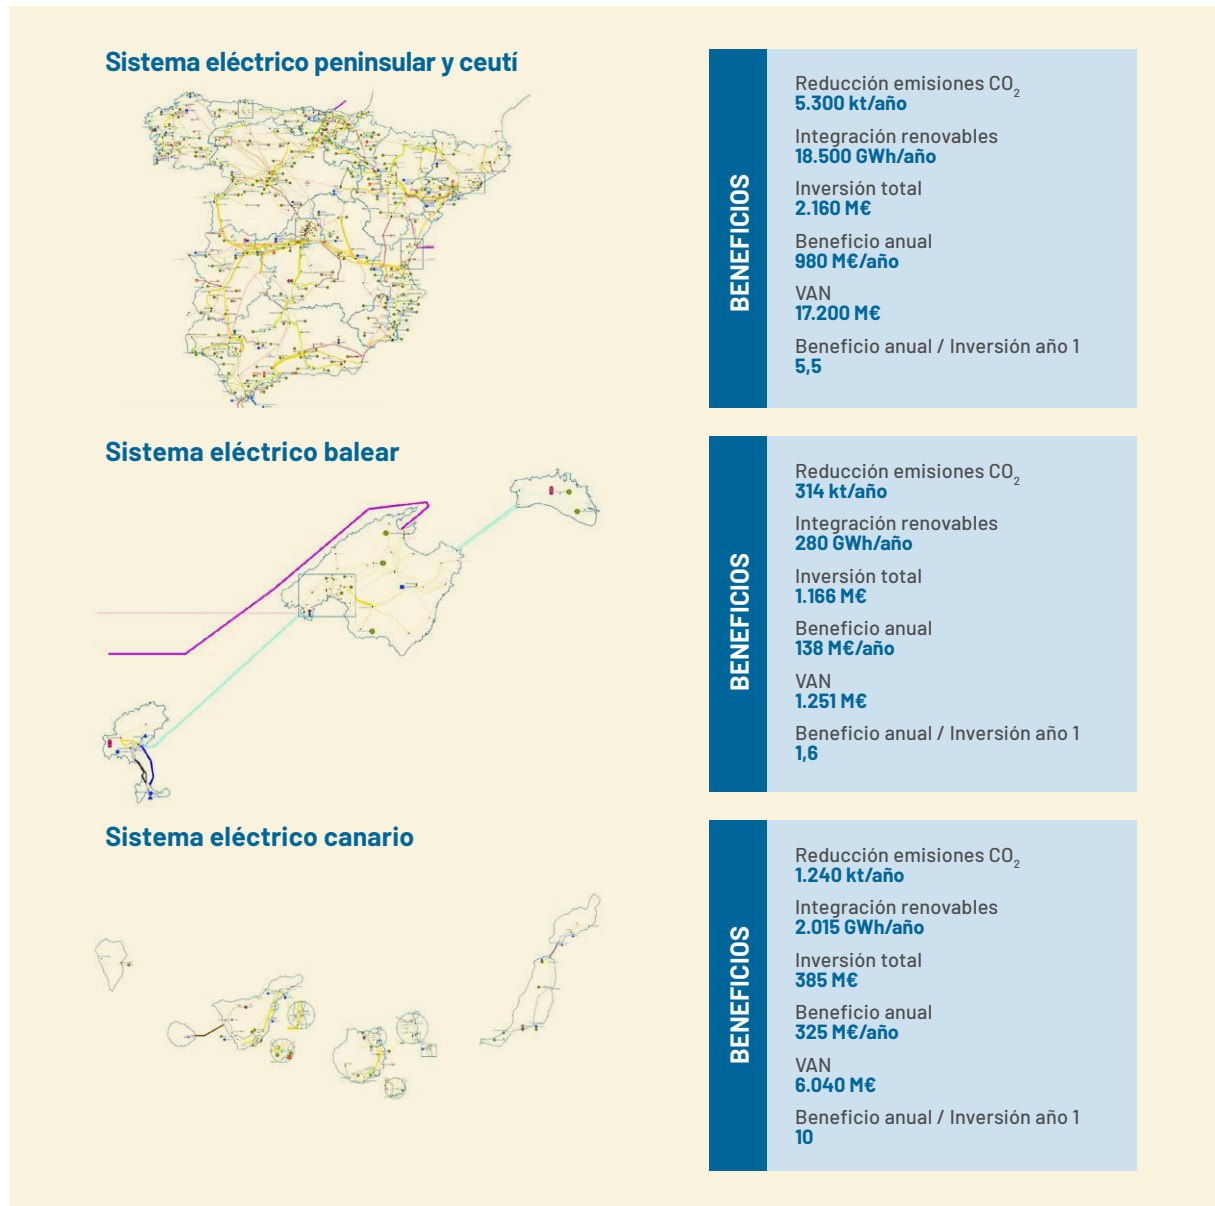 Sistema eléctrico peninsular y ceutí
BENEFICIOS
Reducción emisiones CO₂
5.300 kt/año
Integración renovables
18.500 GWh/año
Inversión total
2.160 M€
Beneficio anual
980 M€/año
VAN
17.200 M€
Beneficio anual / Inversión año 1
5,5
Sistema eléctrico balear
BENEFICIOS
Reducción emisiones CO₂
314 kt/año
Integración renovables
280 GWh/año
Inversión total
1.166 M€
Beneficio anual
138 M€/año
VAN
1.251 M€
Beneficio anual / Inversión año 1
1,6
Sistema eléctrico canario
BENEFICIOS
Reducción emisiones CO₂
1.240 kt/año
Integración renovables
2.015 GWh/año
Inversión total
385 M€
Beneficio anual
325 M€/año
VAN
6.040 M€
Beneficio anual / Inversión año 1
10